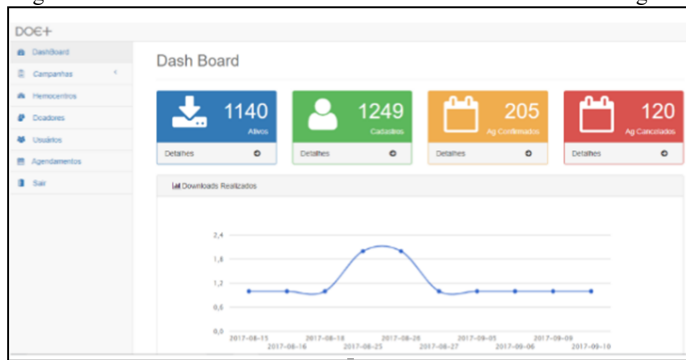 DOE+
DashBoard
Campanhas
Hemocentros
Doadores
Usuários
Agendamentos
Sair
Dash Board
1140
Ativos
1249
Cadastros
205
Ag Confirmados
120
Ag Cancelados
Detalhes
Detalhes
Detalhes
Detalhes
Downloads Realizados
2,4
1,8
1,2
0,6
0,0
2017-08-15
2017-08-16
2017-08-18
2017-08-25
2017-08-26
2017-08-27
2017-09-05
2017-09-06
2017-09-09
2017-09-10